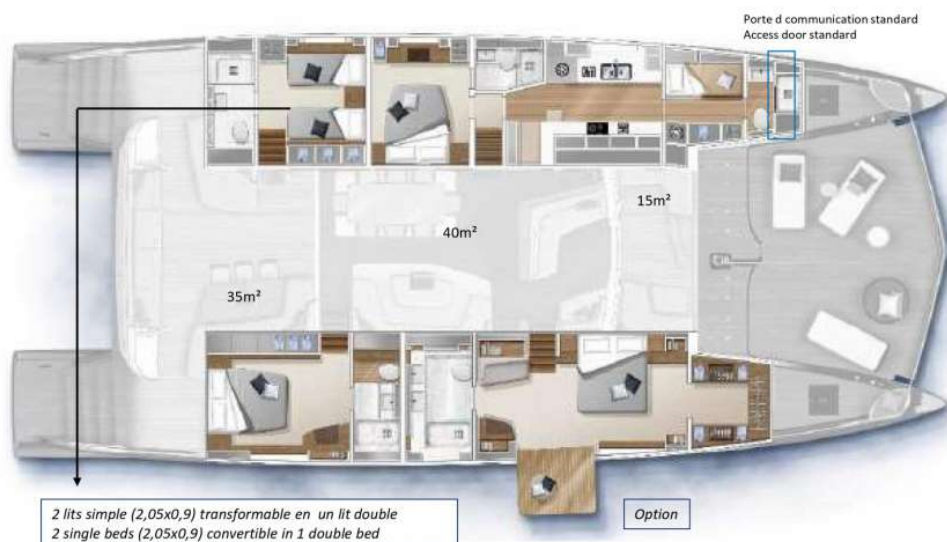 Porte d communication standard
Access door standard
15m²
40m²
35m²
2 lits simple (2,05x0,9) transformable en un lit double
2 single beds (2,05x0,9) convertible in 1 double bed
Option